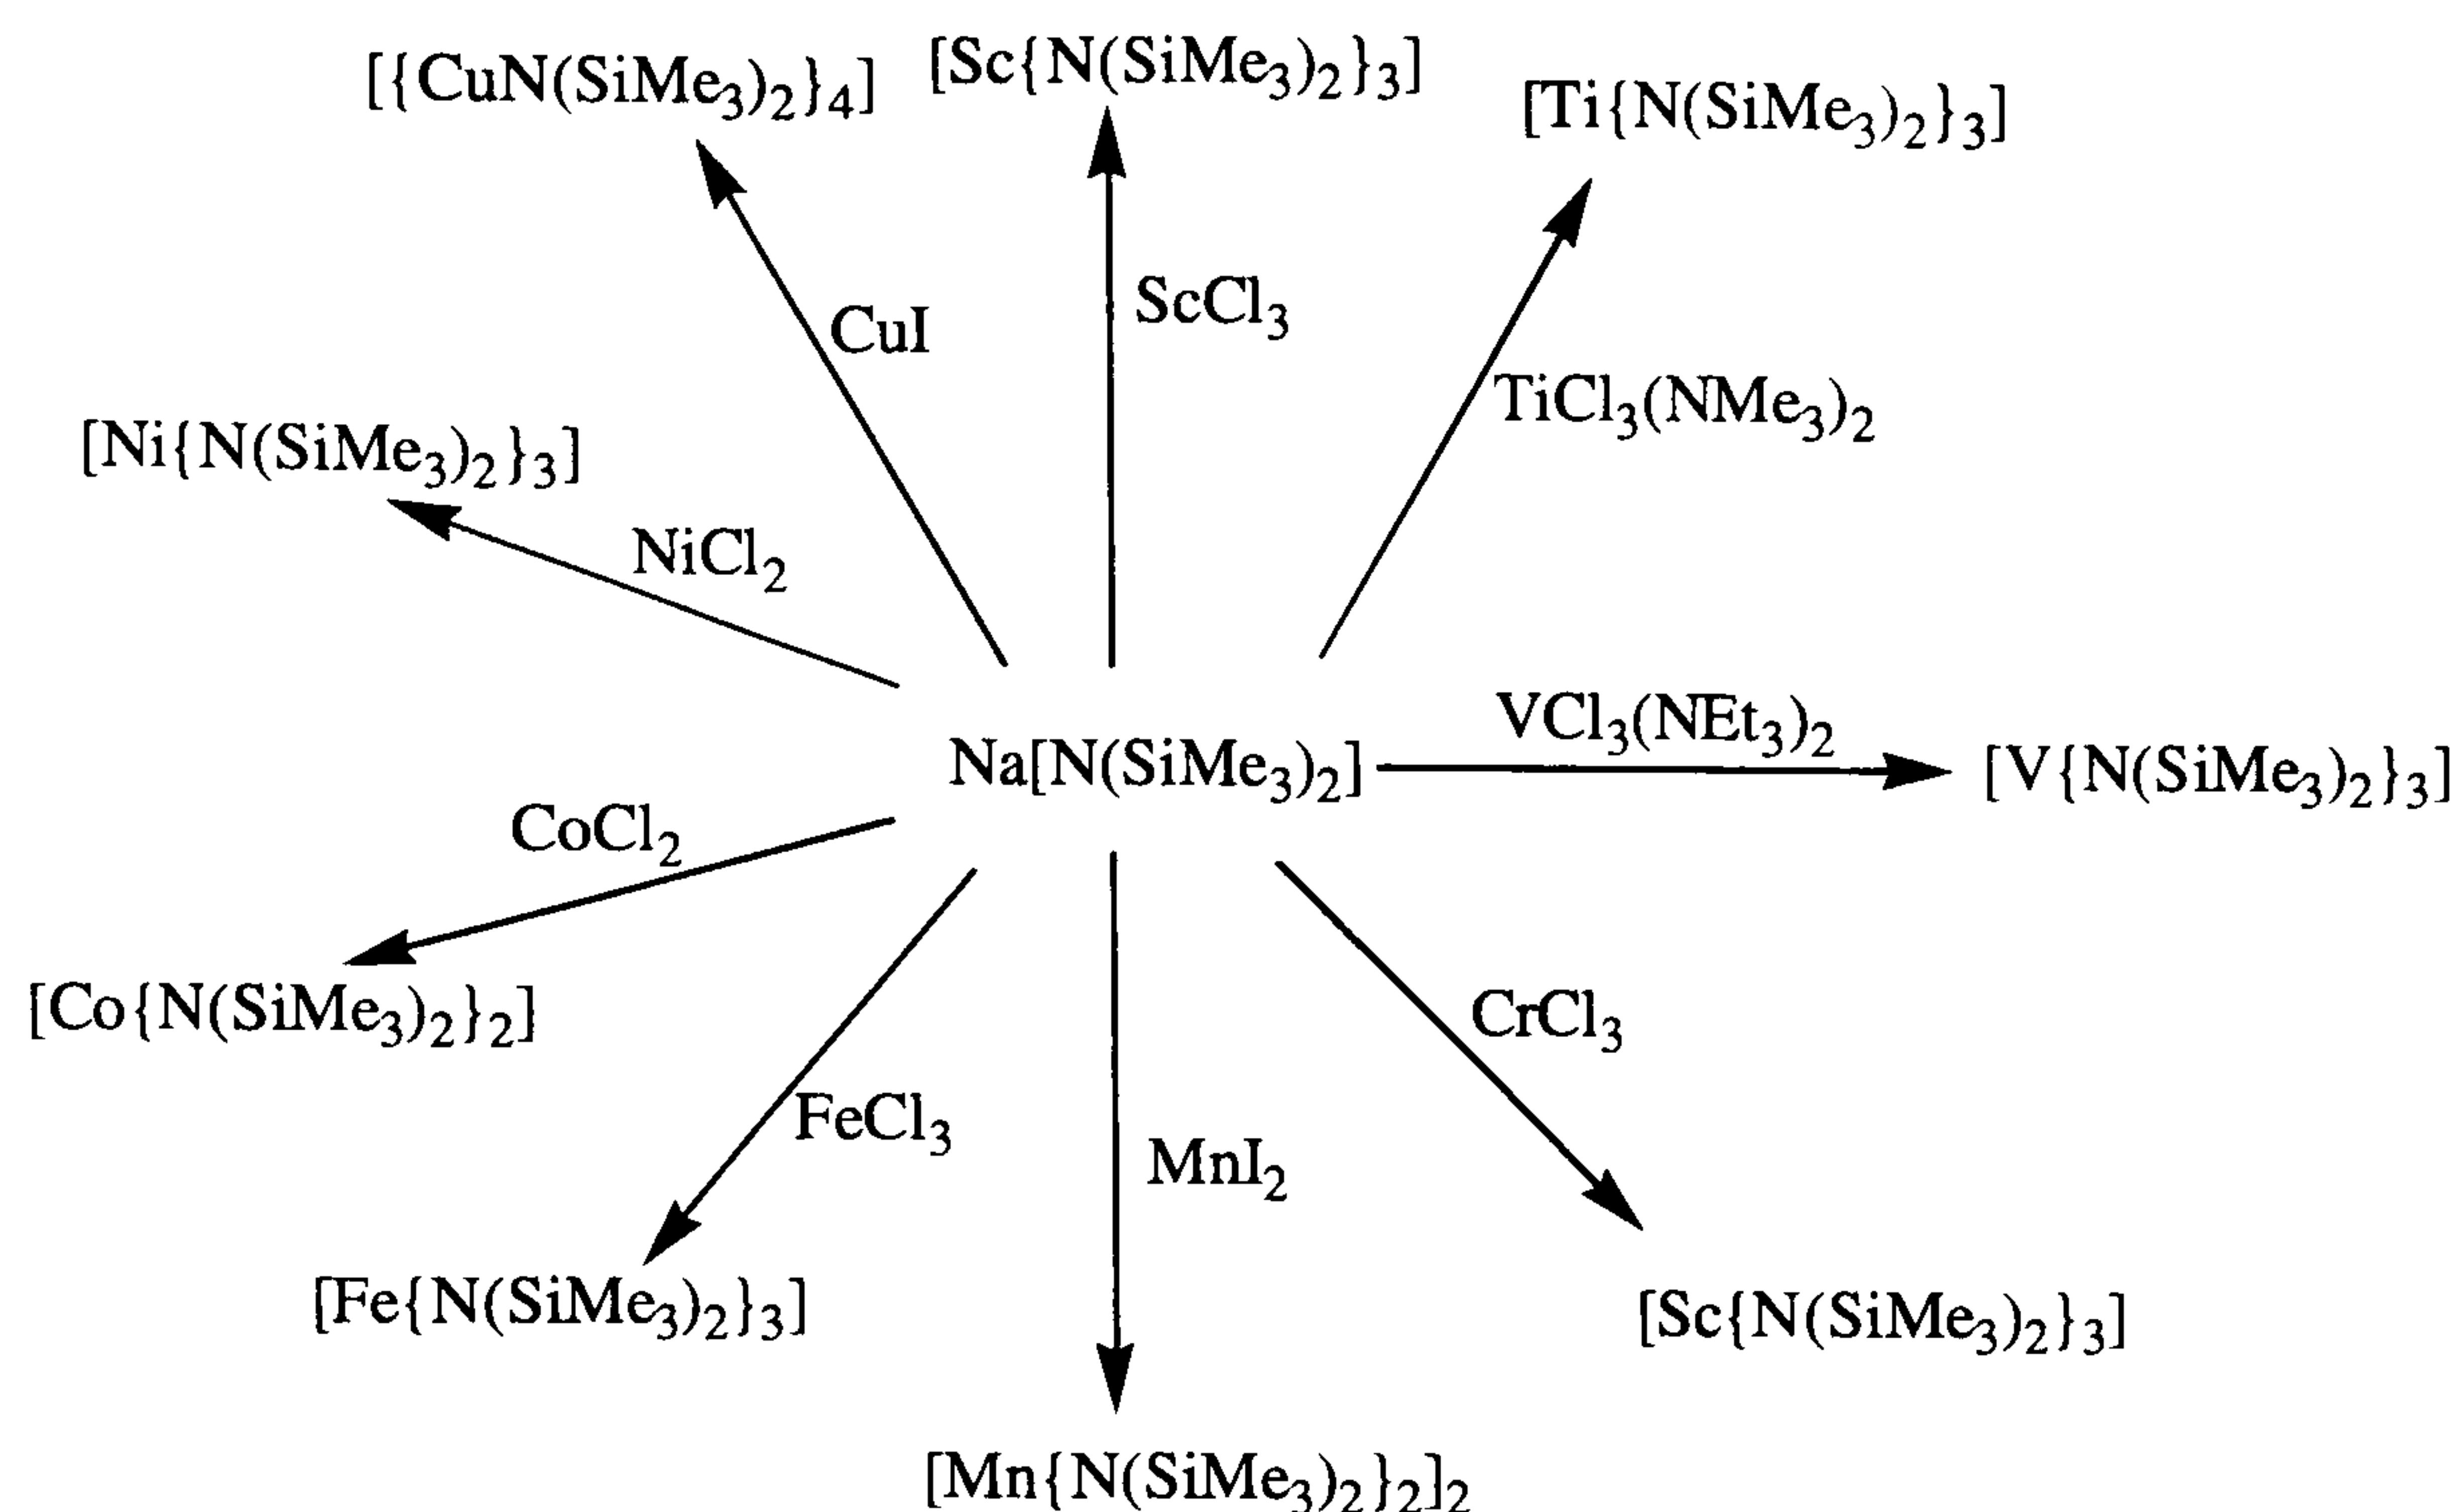 [{CuN(SiMe₃)₂}₄]
[Sc{N(SiMe₃)₂}₃]
[Ti{N(SiMe₃)₂}₃]
CuI
ScCl₃
TiCl₃(NMe₃)₂
[Ni{N(SiMe₃)₂}₃]
NiCl₂
VCl₃(NEt₃)₂
Na[N(SiMe₃)₂]
[V{N(SiMe₃)₂}₃]
CoCl₂
[Co{N(SiMe₃)₂}₂]
CrCl₃
FeCl₃
MnI₂
[Fe{N(SiMe₃)₂}₃]
[Sc{N(SiMe₃)₂}₃]
[Mn{N(SiMe₃)₂}₂]₂